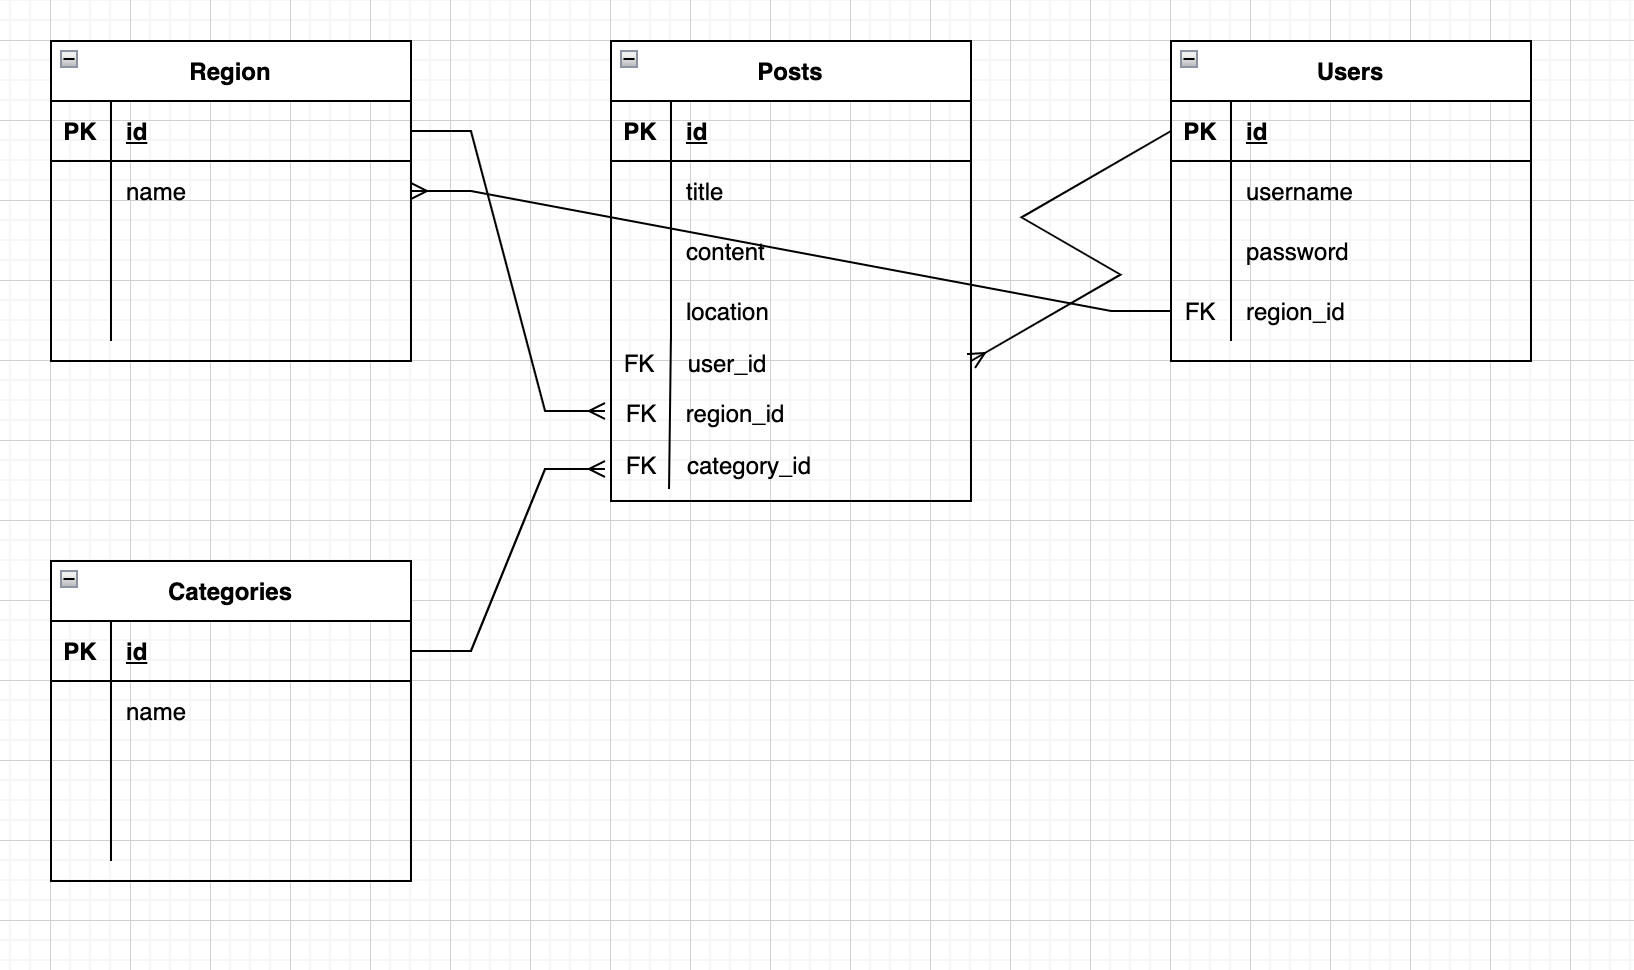 Region
PK id
name
Posts
PK id
title
content
location
FK user_id
FK region_id
FK category_id
Users
PK id
username
password
FK region_id
Categories
PK id
name